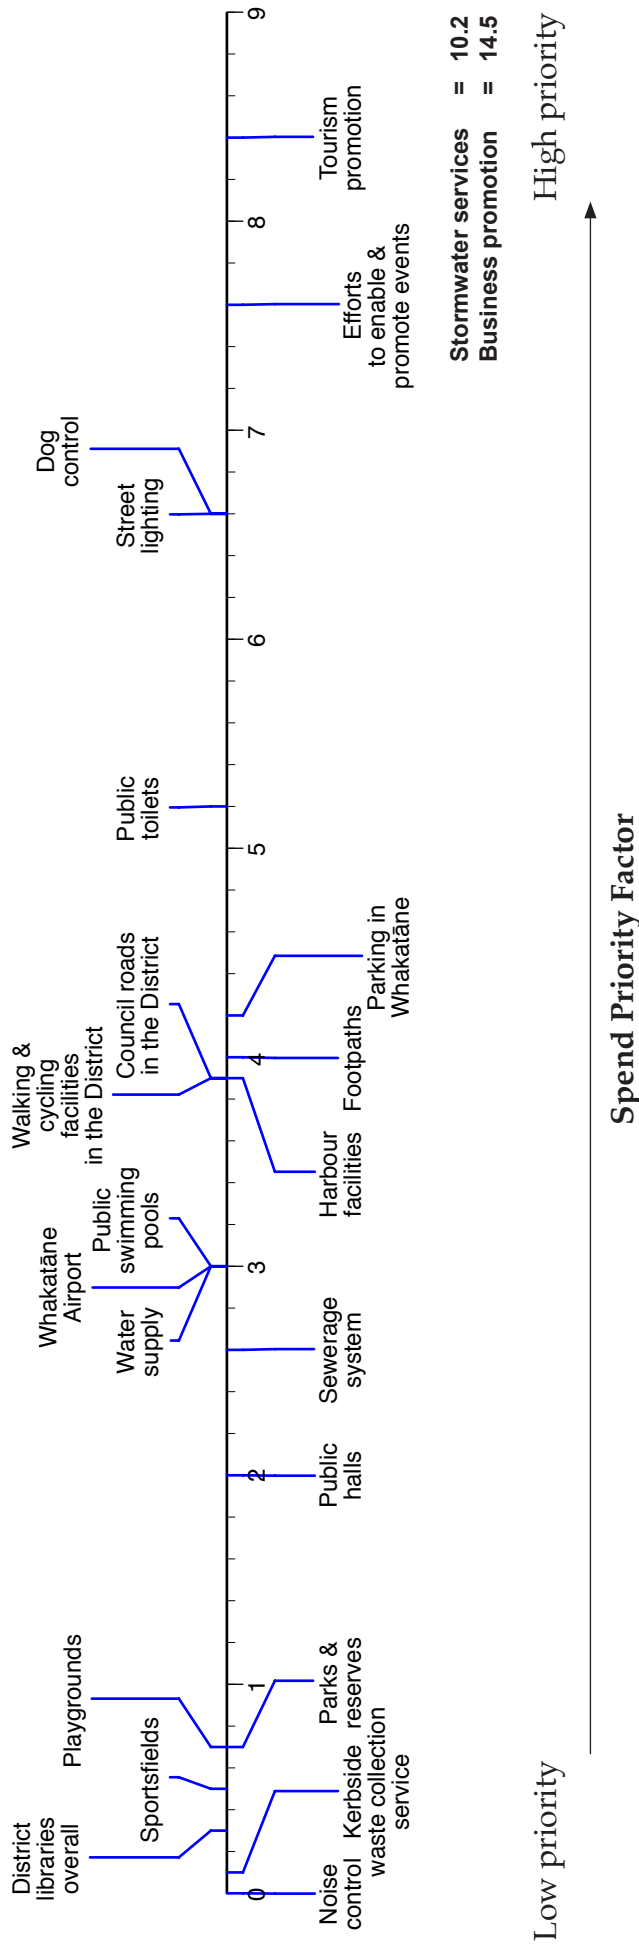 District
libraries
overall
Sportsfields
Playgrounds
Water
supply
Whakatāne
Airport
Public
swimming
pools
Walking &
cycling
facilities
in the District
Council roads
in the District
Public
toilets
Street
lighting
Dog
control
0
1
2
3
4
5
6
7
8
9
Noise
control
Kerbside
waste collection
service
Parks &
reserves
Public
halls
Sewerage
system
Harbour
facilities
Footpaths
Parking in
Whakatāne
Efforts
to enable &
promote events
Tourism
promotion
Stormwater services = 10.2
Business promotion = 14.5
Low priority
High priority
Spend Priority Factor